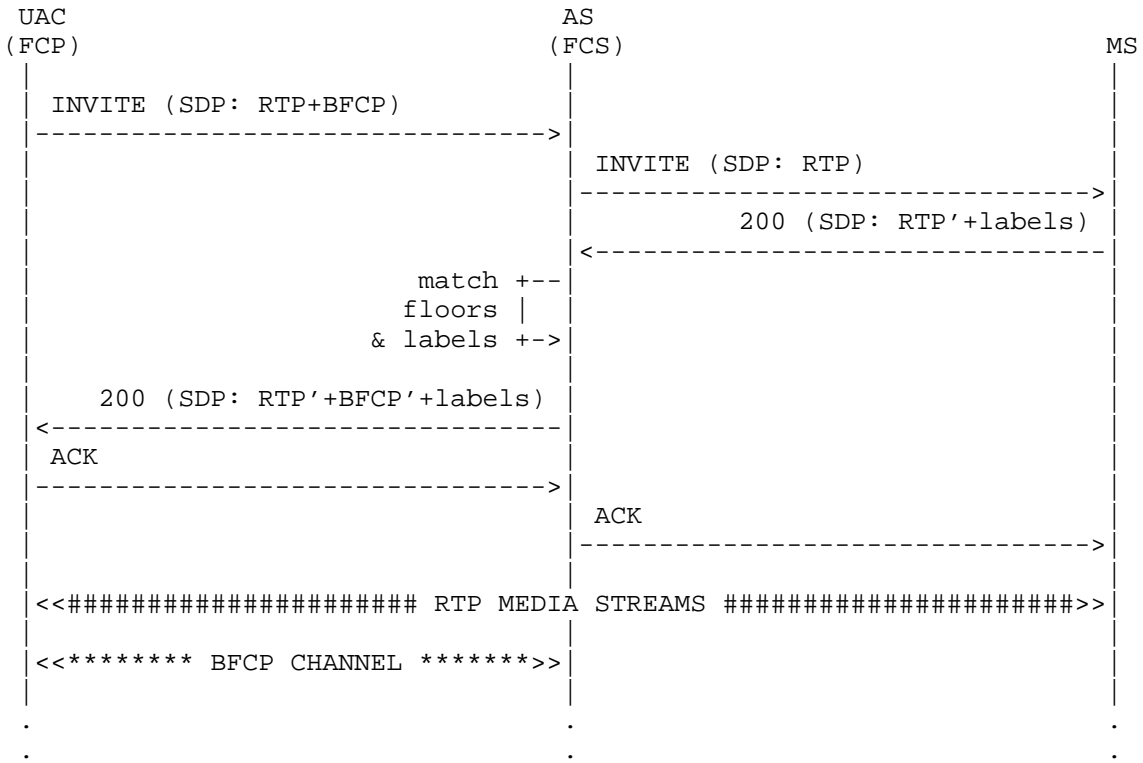 UAC AS
(FCP) (FCS) MS
INVITE (SDP: RTP+BFCP)
INVITE (SDP: RTP)
200 (SDP: RTP'+labels)
match
floors
& labels
200 (SDP: RTP'+BFCP'+labels)
ACK
ACK
RTP MEDIA STREAMS
BFCP CHANNEL